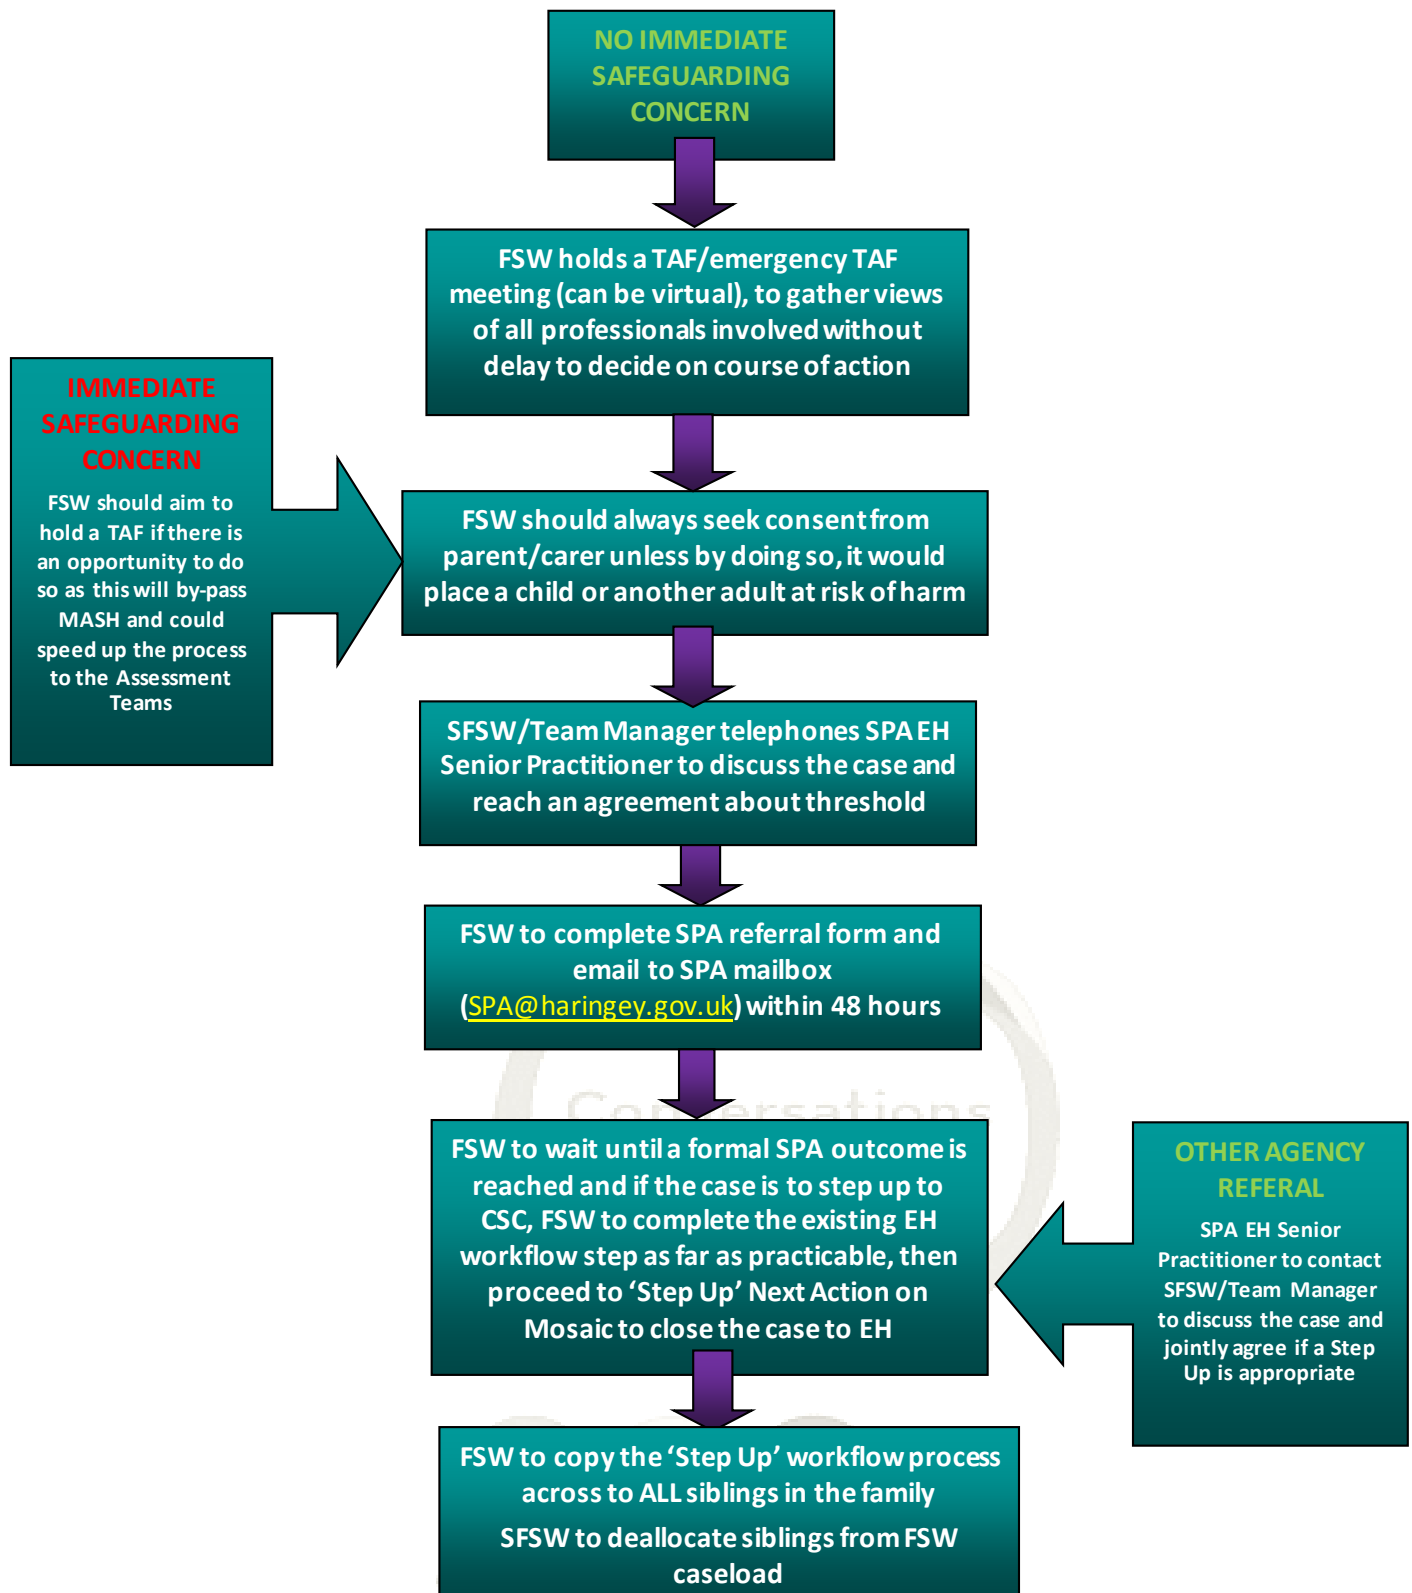 NO IMMEDIATE
SAFEGUARDING
CONCERN
FSW holds a TAF/emergency TAF
meeting (can be virtual), to gather views
of all professionals involved without
delay to decide on course of action
IMMEDIATE
SAFEGUARDING
CONCERN
FSW should aim to
hold a TAF if there is
an opportunity to do
so as this will by-pass
MASH and could
speed up the process
to the Assessment
Teams
FSW should always seek consent from
parent/carer unless by doing so, it would
place a child or another adult at risk of harm
SFSW/Team Manager telephones SPA EH
Senior Practitioner to discuss the case and
reach an agreement about threshold
FSW to complete SPA referral form and
email to SPA mailbox
(SPA@haringey.gov.uk) within 48 hours
Conversations
FSW to wait until a formal SPA outcome is
reached and if the case is to step up to
CSC, FSW to complete the existing EH
workflow step as far as practicable, then
proceed to ‘Step Up’ Next Action on
Mosaic to close the case to EH
OTHER AGENCY
REFERAL
SPA EH Senior
Practitioner to contact
SFSW/Team Manager
to discuss the case and
jointly agree if a Step
Up is appropriate
FSW to copy the ‘Step Up’ workflow process
across to ALL siblings in the family
SFSW to deallocate siblings from FSW
caseload